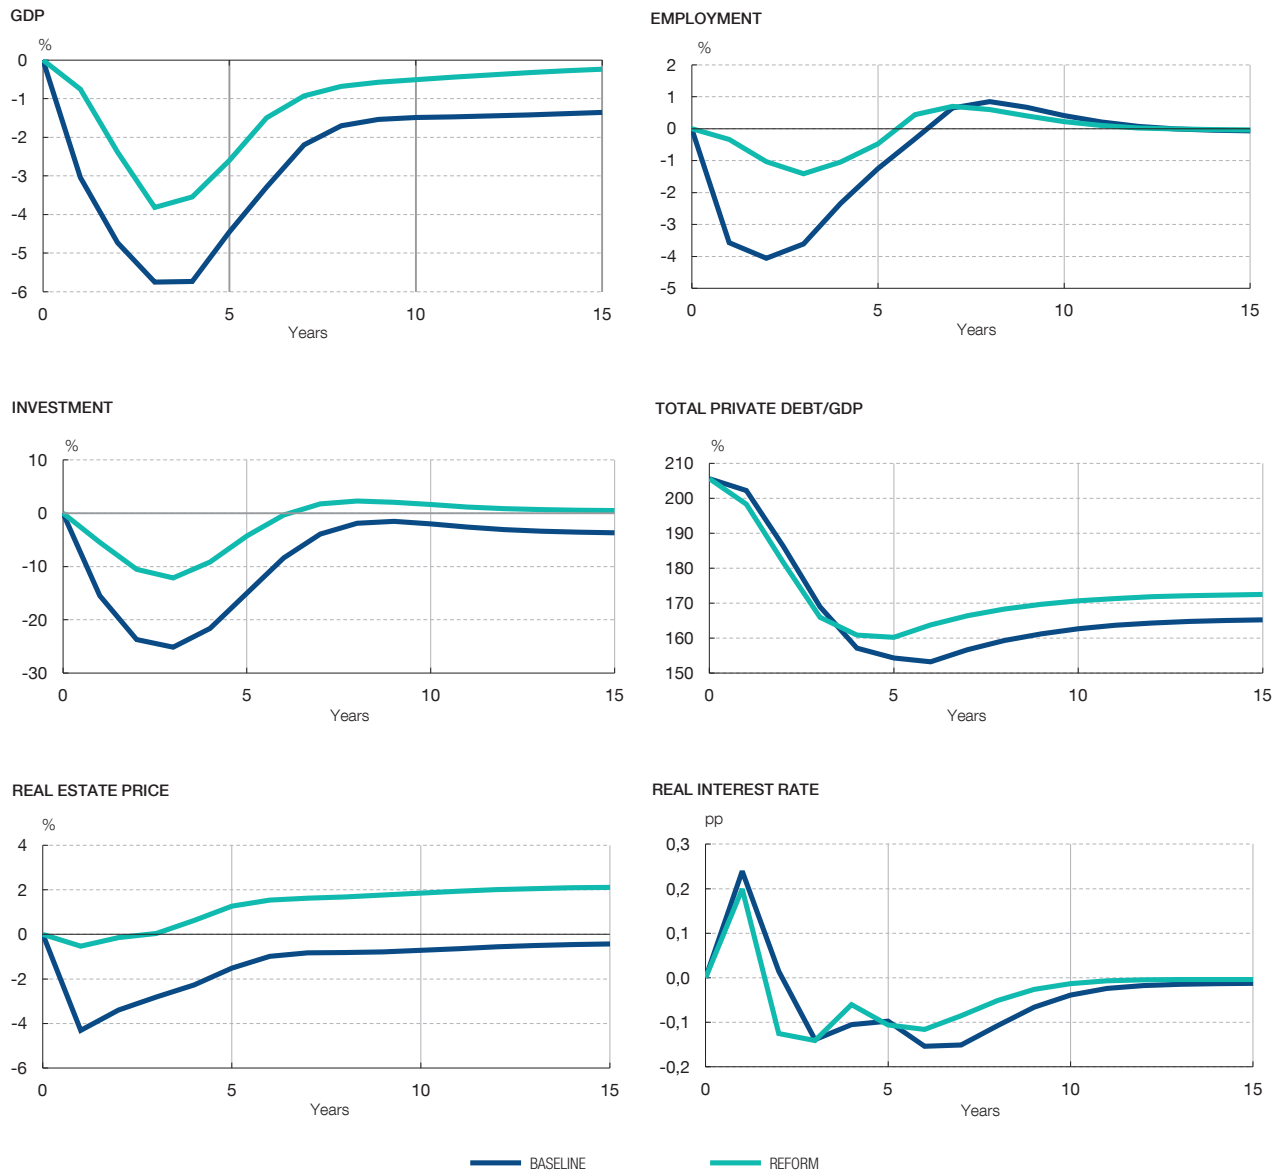 GDP
%
0
-1
-2
-3
-4
-5
-6
0 5 10 15
Years
EMPLOYMENT
%
2
1
0
-1
-2
-3
-4
-5
0 5 10 15
Years
INVESTMENT
%
10
0
-10
-20
-30
0 5 10 15
Years
TOTAL PRIVATE DEBT/GDP
%
210
200
190
180
170
160
150
0 5 10 15
Years
REAL ESTATE PRICE
%
4
2
0
-2
-4
-6
0 5 10 15
Years
REAL INTEREST RATE
pp
0,3
0,2
0,1
0,0
-0,1
-0,2
0 5 10 15
Years
BASELINE REFORM